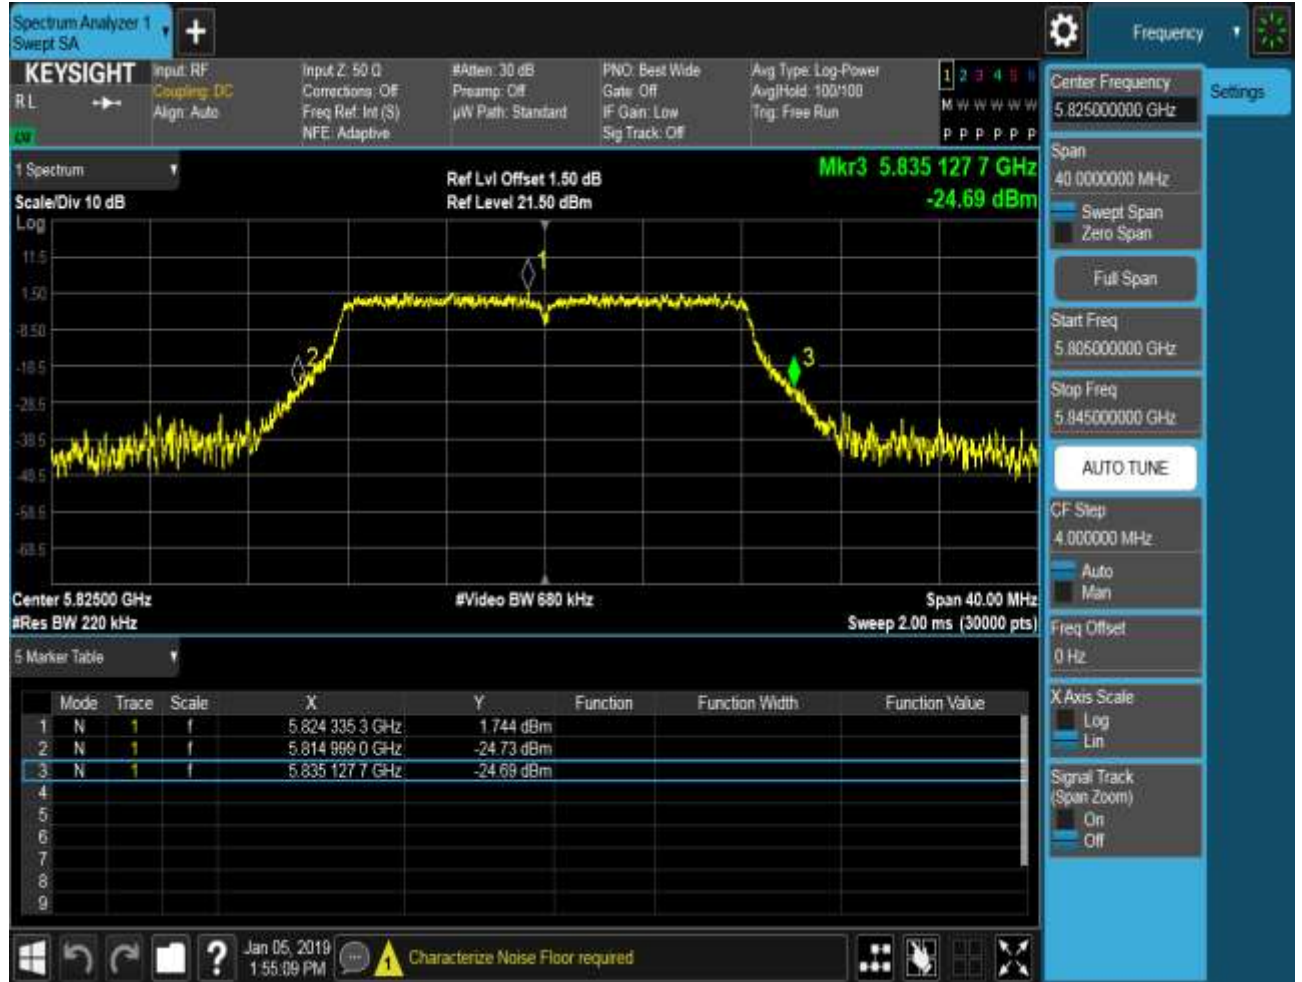 Spectrum Analyzer 1
Swept SA
+
Frequency
KEYSIGHT
RL
Input: RF
Coupling: DC
Align: Auto
Input Z: 50 Ω
Corrections: Off
Freq Ref: Int (S)
NFE: Adaptive
#Atten: 30 dB
Preamp: Off
µW Path: Standard
PNO: Best Wide
Gate: Off
IF Gain: Low
Sig Track: Off
Avg Type: Log-Power
Avg|Hold: 100/100
Trig: Free Run
1 2 3 4 5 6
M W W W W W
P P P P P P
1 Spectrum
Scale/Div 10 dB
Ref Lvl Offset 1.50 dB
Ref Level 21.50 dBm
Mkr3 5.835 127 7 GHz
-24.69 dBm
Log
11.5
1.50
-8.50
-18.5
-28.5
-38.5
-48.5
-58.5
-68.5
1
2
3
Center 5.82500 GHz
#Video BW 680 kHz
Span 40.00 MHz
#Res BW 220 kHz
Sweep 2.00 ms (30000 pts)
5 Marker Table
Mode Trace Scale X Y Function Function Width Function Value
1 N 1 f 5.824 335 3 GHz 1.744 dBm
2 N 1 f 5.814 999 0 GHz -24.73 dBm
3 N 1 f 5.835 127 7 GHz -24.69 dBm
4
5
6
7
8
9
?
Jan 05, 2019
1:55:09 PM
1
Characterize Noise Floor required
Settings
Center Frequency
5.825000000 GHz
Span
40.0000000 MHz
Swept Span
Zero Span
Full Span
Start Freq
5.805000000 GHz
Stop Freq
5.845000000 GHz
AUTO TUNE
CF Step
4.000000 MHz
Auto
Man
Freq Offset
0 Hz
X Axis Scale
Log
Lin
Signal Track
(Span Zoom)
On
Off